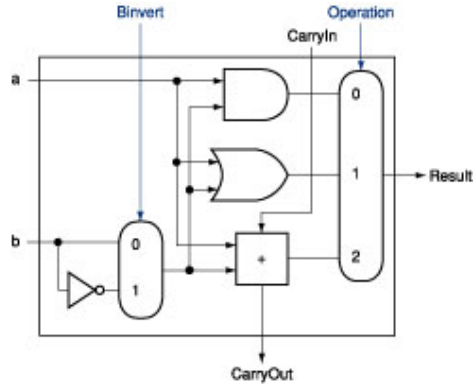 Binvert
Operation
CarryIn
a
0
1
Result
b
0
2
+
1
CarryOut